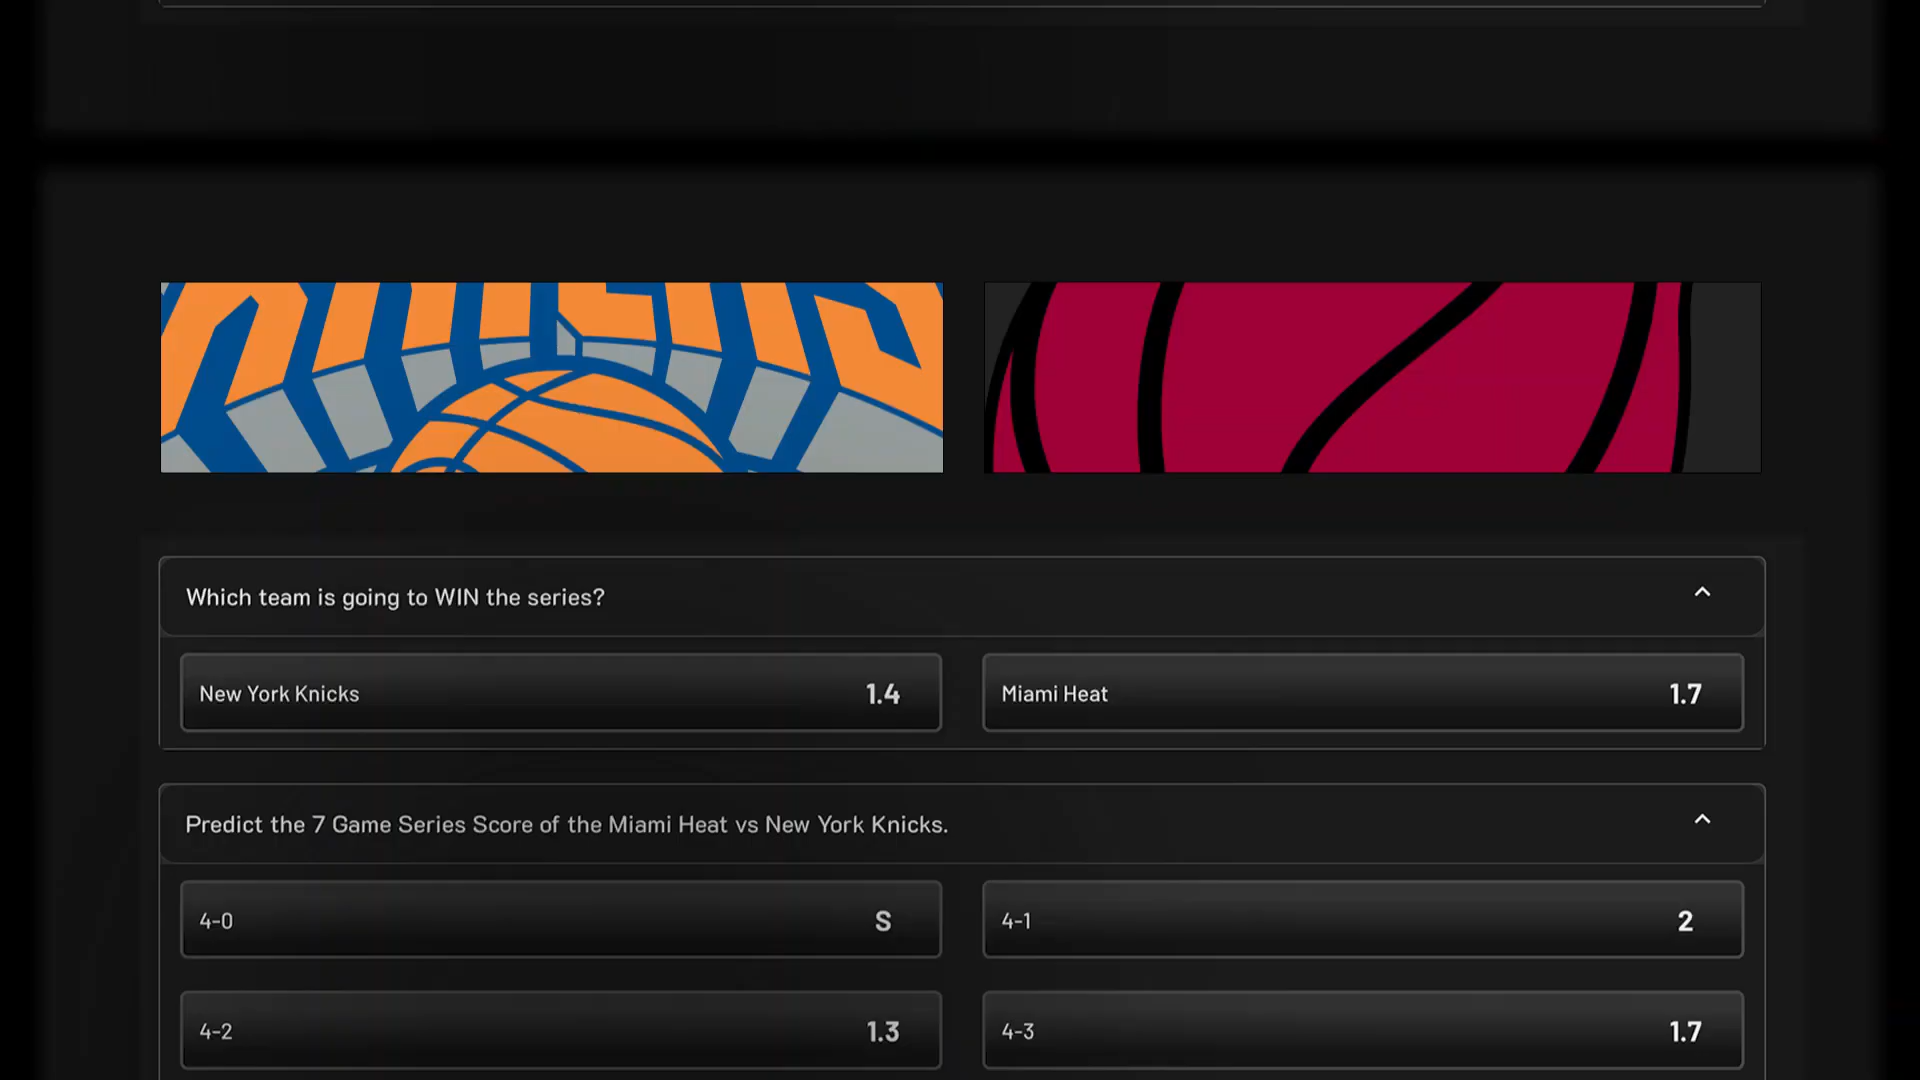 Which team is going to WIN the series?
New York Knicks 1.4
Miami Heat 1.7
Predict the 7 Game Series Score of the Miami Heat vs New York Knicks.
4-0 S
4-1 2
4-2 1.3
4-3 1.7